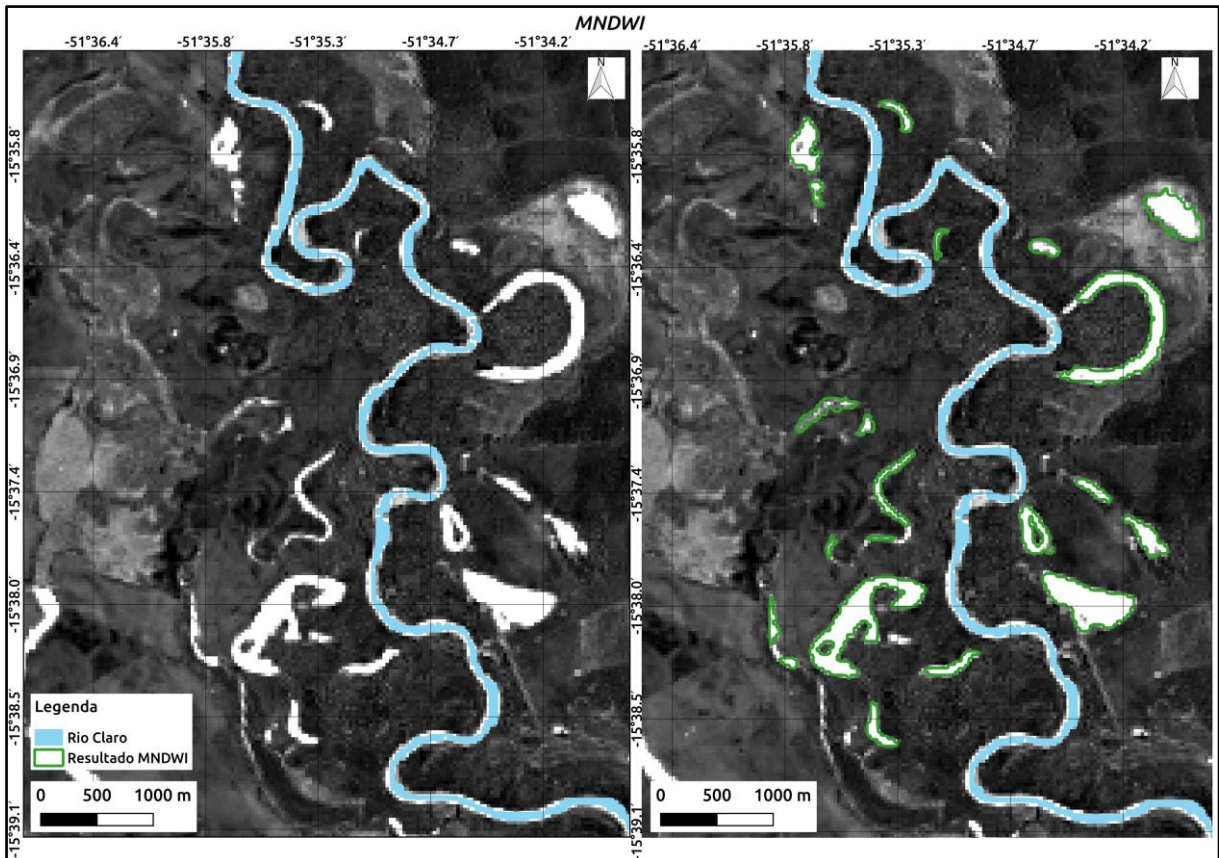 MNDWI
-51°36.4′ -51°35.8′ -51°35.3′ -51°34.7′ -51°34.2′ -51°36.4′ -51°35.8′ -51°35.3′ -51°34.7′ -51°34.2′
N
N
-15°35.8′
-15°36.4′
-15°36.9′
-15°37.4′
-15°38.0′
-15°38.5′
-15°39.1′
-15°35.8′
-15°36.4′
-15°36.9′
-15°37.4′
-15°38.0′
-15°38.5′
-15°39.1′
Legenda
Rio Claro
Resultado MNDWI
0 500 1000 m
0 500 1000 m